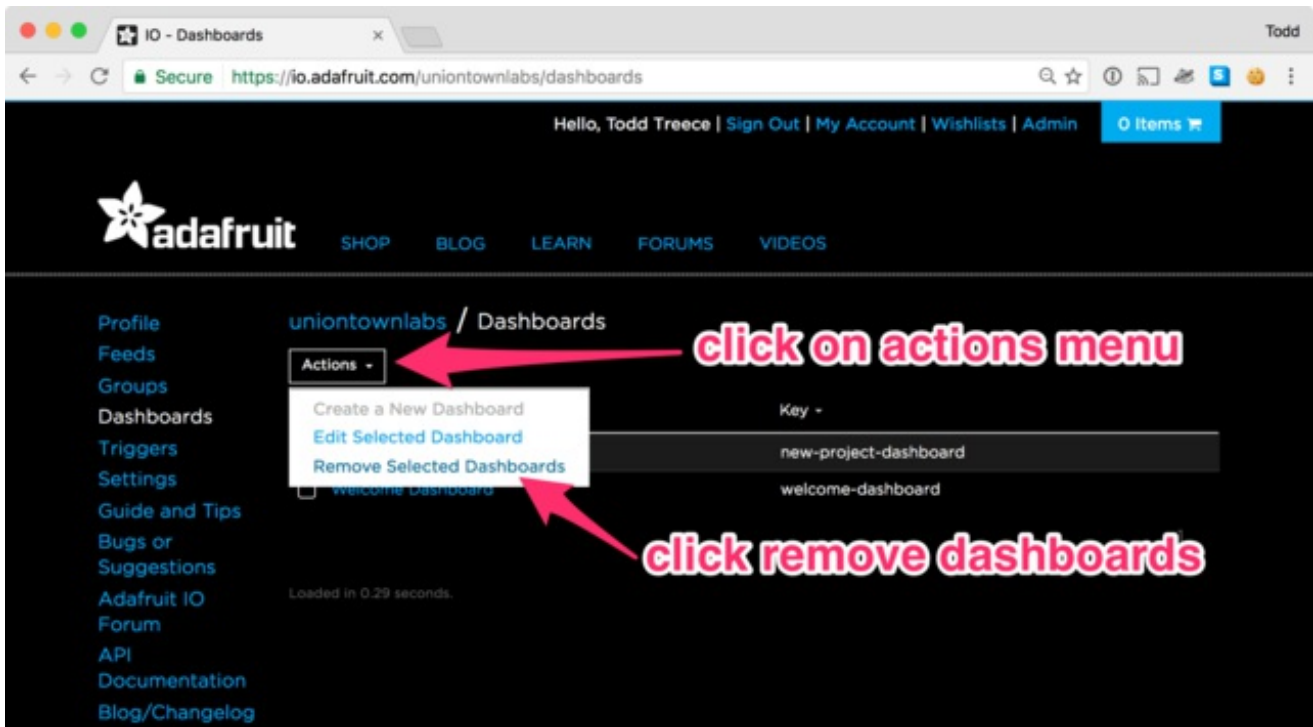 IO - Dashboards
Todd
Secure https://io.adafruit.com/uniontownlabs/dashboards
Hello, Todd Treece | Sign Out | My Account | Wishlists | Admin 0 Items
adafruit SHOP BLOG LEARN FORUMS VIDEOS
Profile
Feeds
Groups
Dashboards
Triggers
Settings
Guide and Tips
Bugs or
Suggestions
Adafruit IO
Forum
API
Documentation
Blog/Changelog
uniontownlabs / Dashboards
Actions
click on actions menu
Create a New Dashboard
Edit Selected Dashboard
Remove Selected Dashboards
Key
new-project-dashboard
Welcome Dashboard welcome-dashboard
click remove dashboards
Loaded in 0.29 seconds.